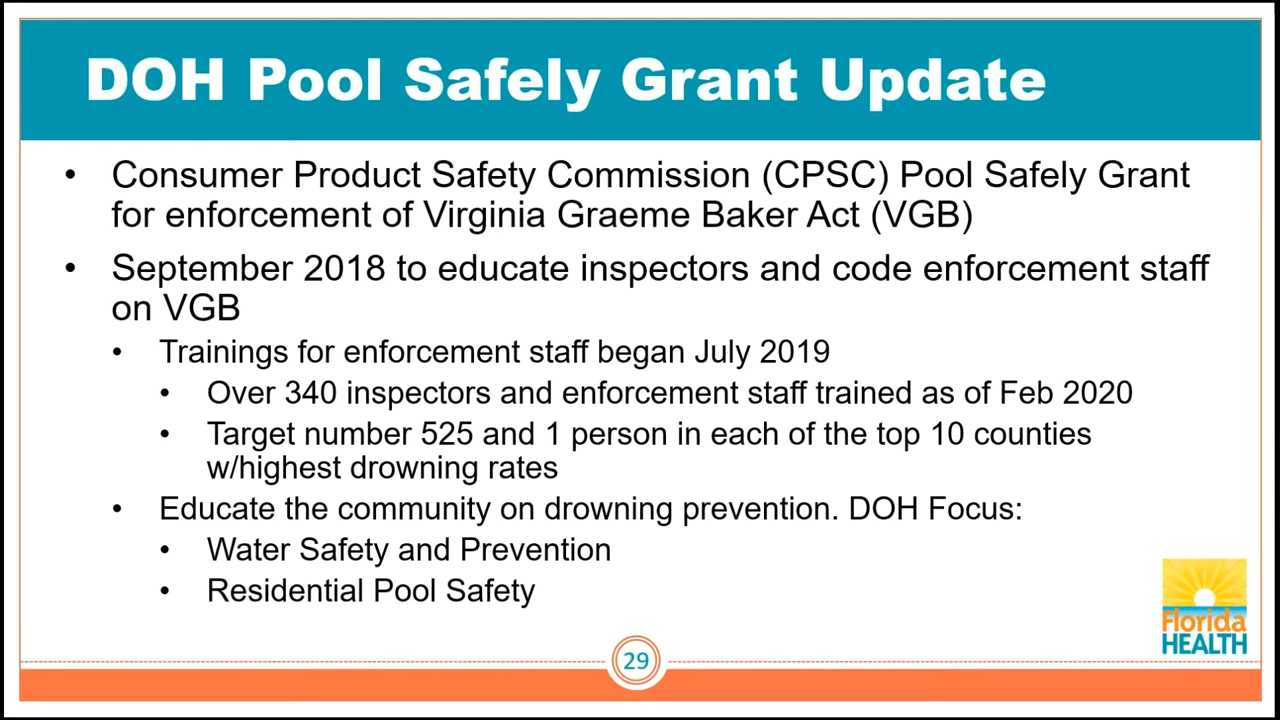 DOH Pool Safely Grant Update
• Consumer Product Safety Commission (CPSC) Pool Safely Grant
for enforcement of Virginia Graeme Baker Act (VGB)
• September 2018 to educate inspectors and code enforcement staff
on VGB
• Trainings for enforcement staff began July 2019
• Over 340 inspectors and enforcement staff trained as of Feb 2020
• Target number 525 and 1 person in each of the top 10 counties
w/highest drowning rates
• Educate the community on drowning prevention. DOH Focus:
• Water Safety and Prevention
• Residential Pool Safety
Florida
HEALTH
29